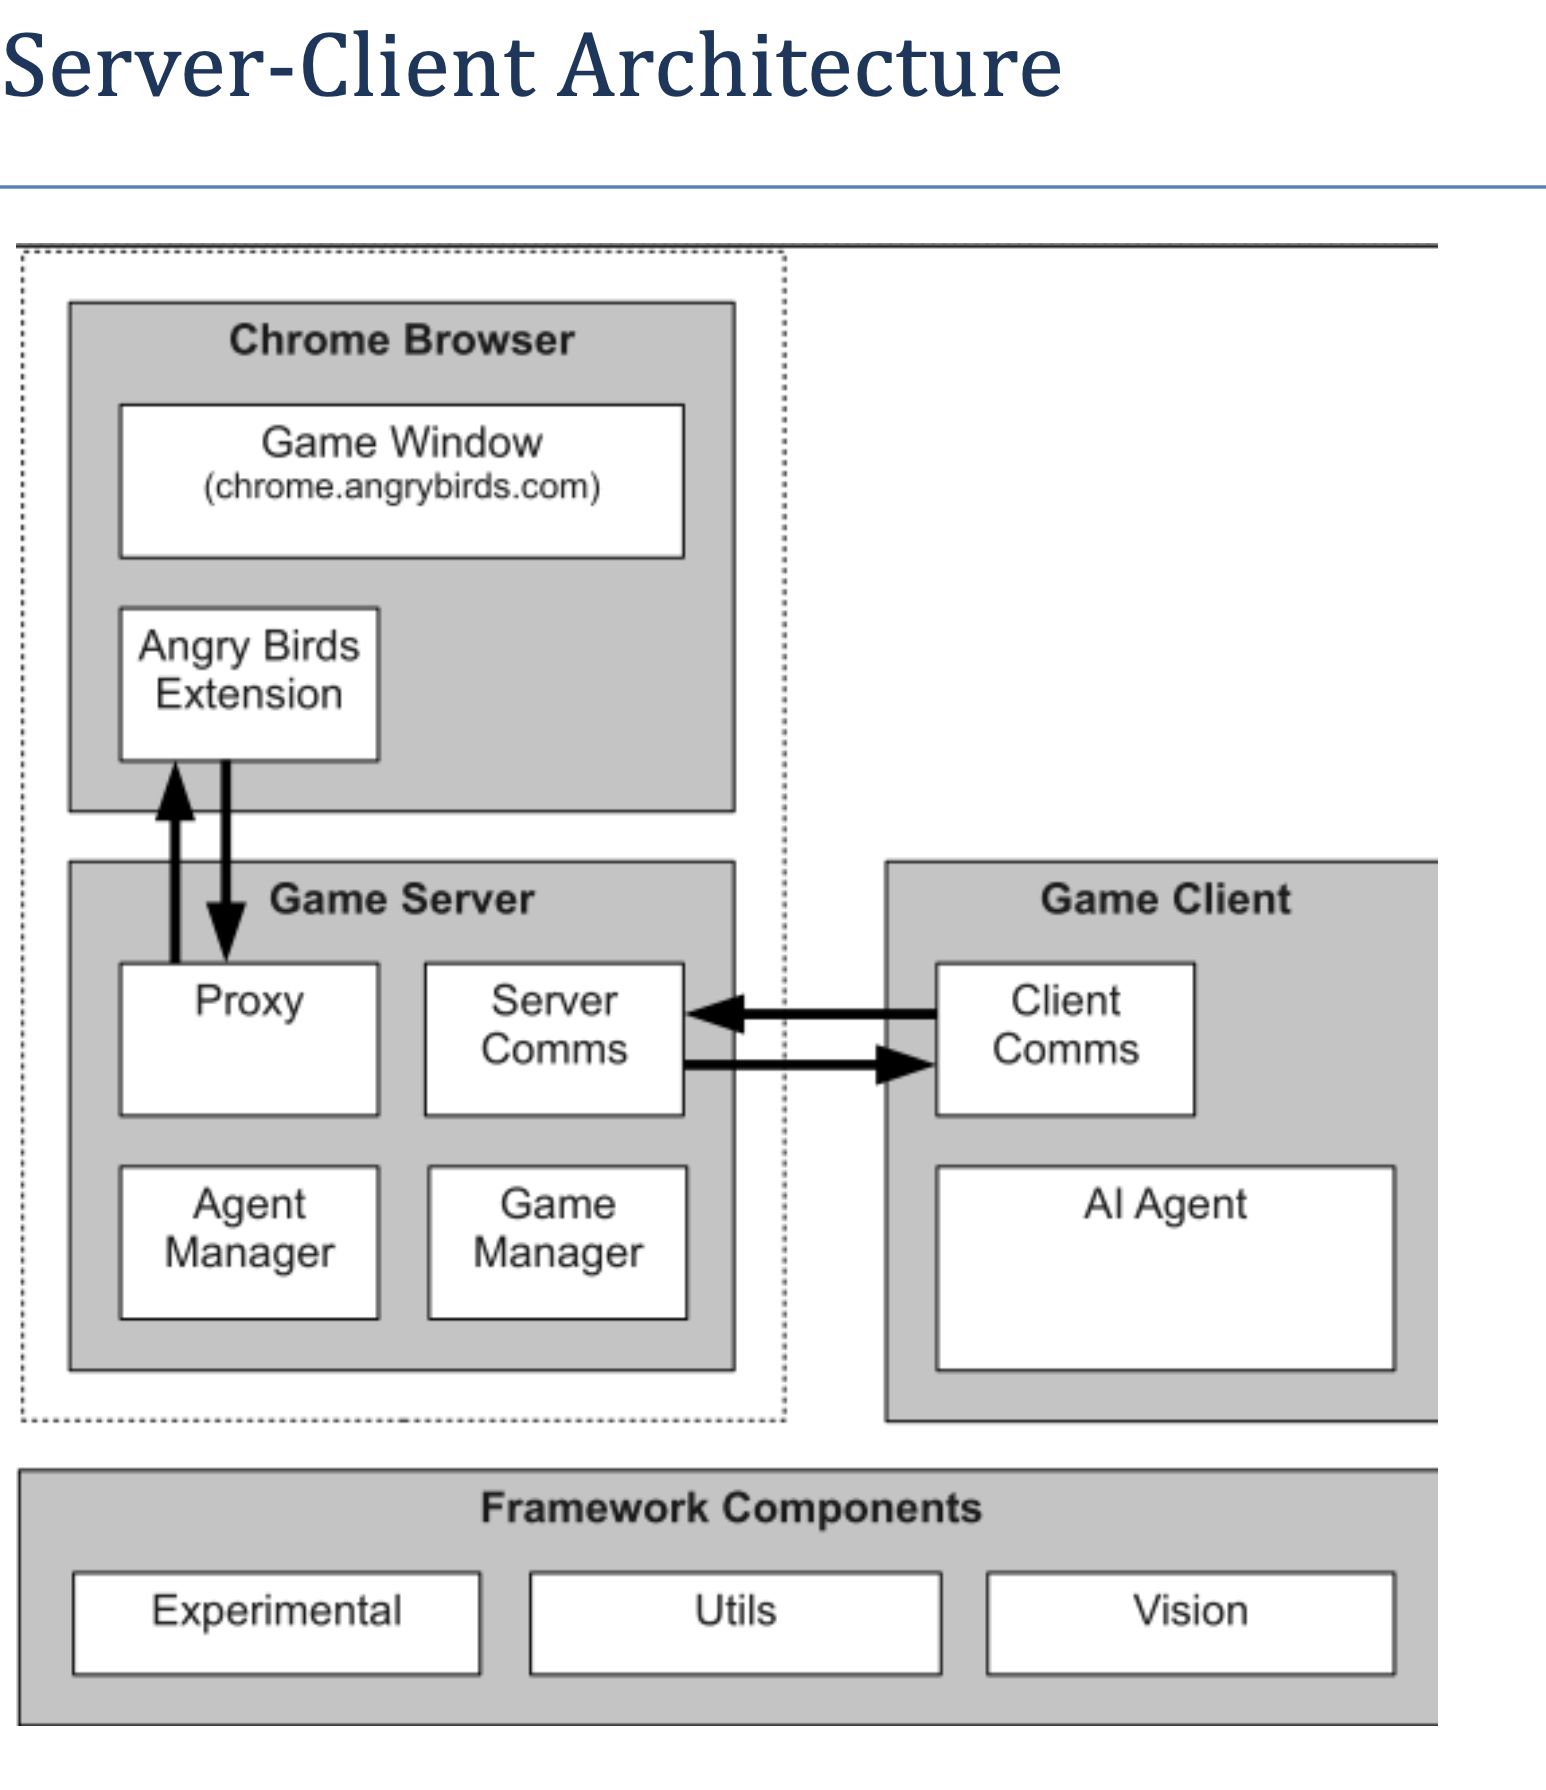 Server-Client Architecture
Chrome Browser
Game Window
(chrome.angrybirds.com)
Angry Birds
Extension
Game Server
Proxy
Server
Comms
Agent
Manager
Game
Manager
Game Client
Client
Comms
AI Agent
Framework Components
Experimental
Utils
Vision